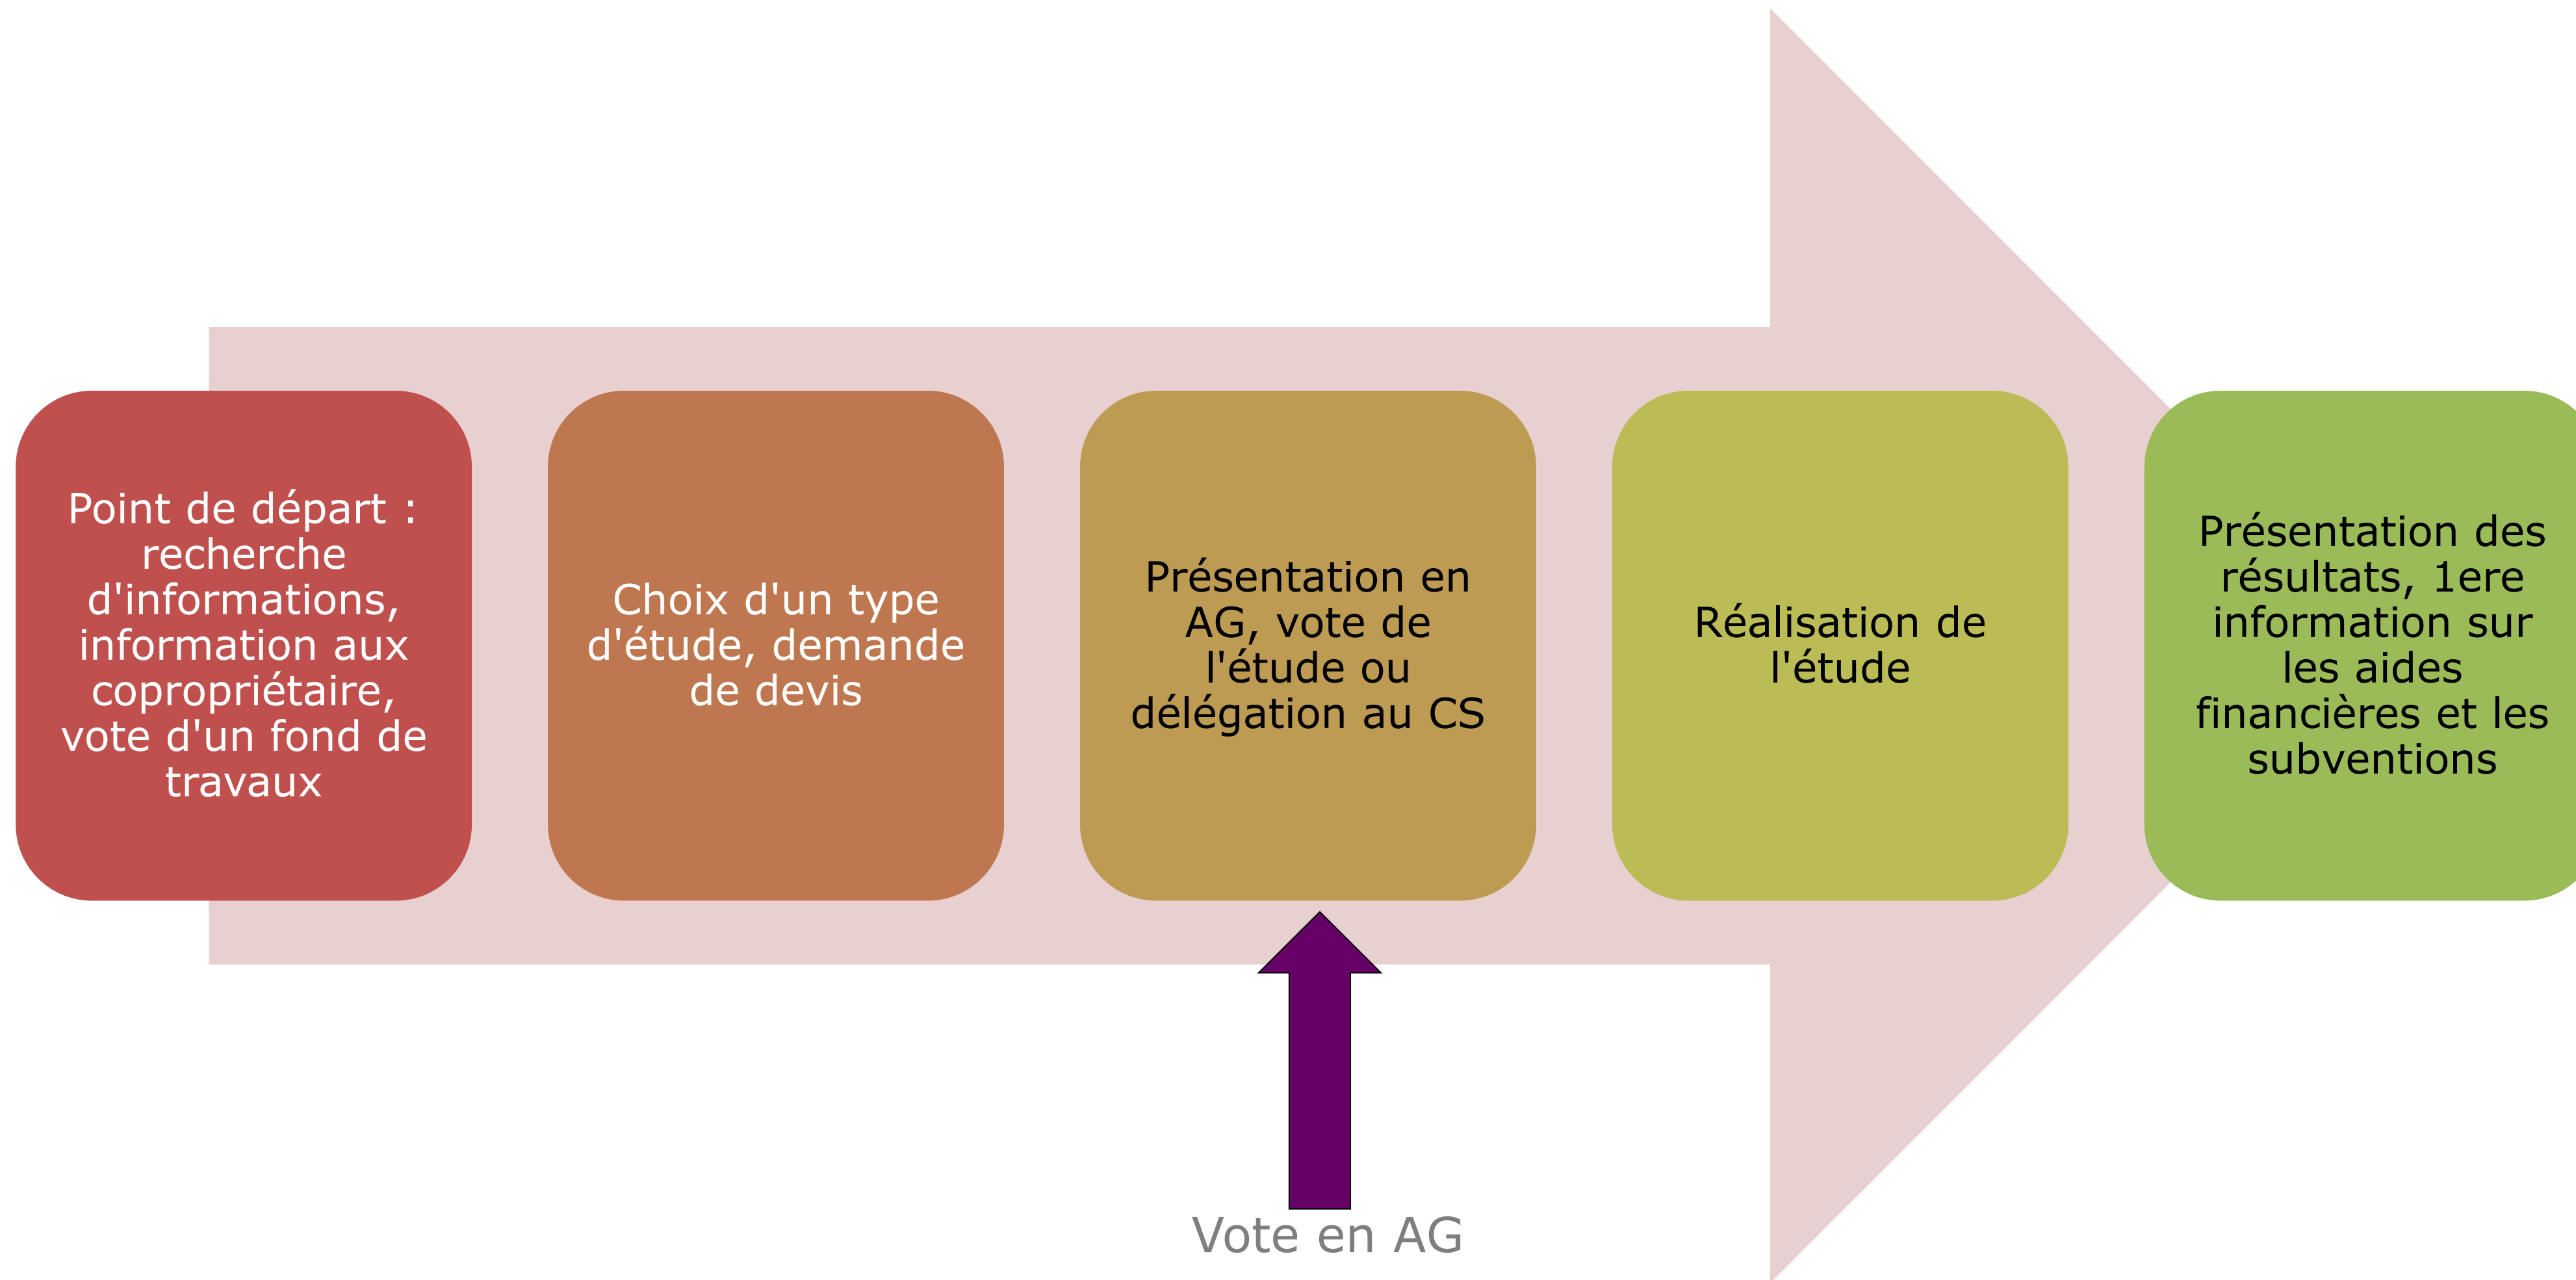 Point de départ :
recherche
d'informations,
information aux
copropriétaire,
vote d'un fond de
travaux
Choix d'un type
d'étude, demande
de devis
Présentation en
AG, vote de
l'étude ou
délégation au CS
Réalisation de
l'étude
Présentation des
résultats, 1ere
information sur
les aides
financières et les
subventions
Vote en AG